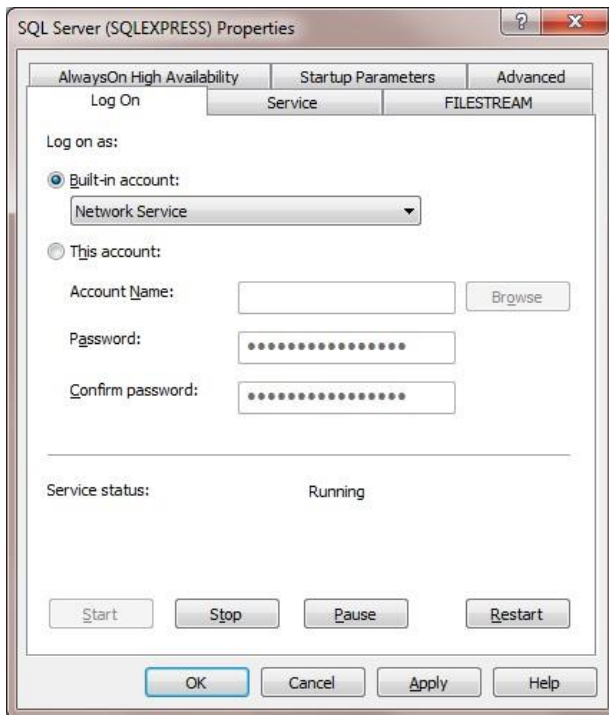 SQL Server (SQLEXPRESS) Properties
AlwaysOn High Availability Startup Parameters Advanced
Log On Service FILESTREAM
Log on as:
Built-in account:
Network Service
This account:
Account Name: Browse
Password: ●●●●●●●●●●●●●●●●
Confirm password: ●●●●●●●●●●●●●●●●
Service status: Running
Start Stop Pause Restart
OK Cancel Apply Help